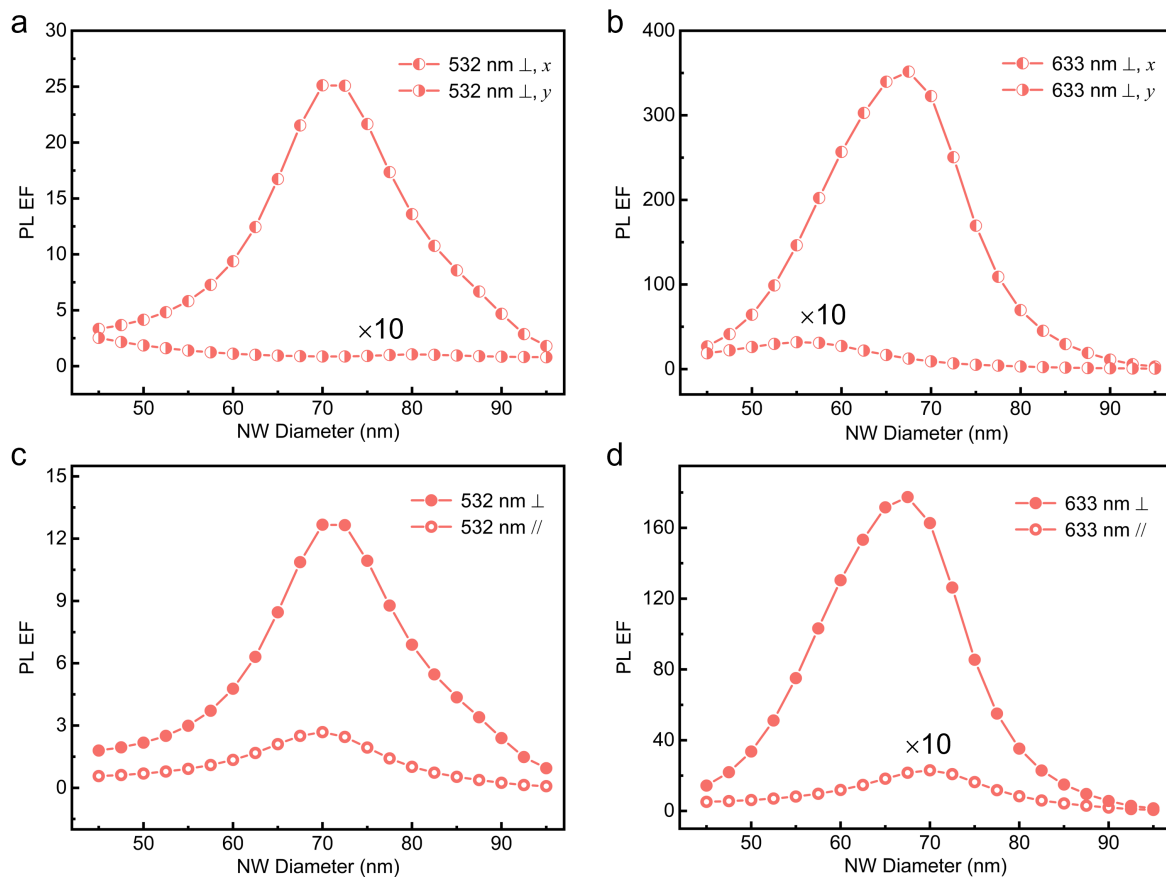 a
30
25
20
15
10
5
0
PL EF
532 nm ⊥, x
532 nm ⊥, y
×10
50 60 70 80 90
NW Diameter (nm)
b
400
300
200
100
0
PL EF
633 nm ⊥, x
633 nm ⊥, y
×10
50 60 70 80 90
NW Diameter (nm)
c
15
12
9
6
3
0
PL EF
532 nm ⊥
532 nm //
50 60 70 80 90
NW Diameter (nm)
d
160
120
80
40
0
PL EF
633 nm ⊥
633 nm //
×10
50 60 70 80 90
NW Diameter (nm)